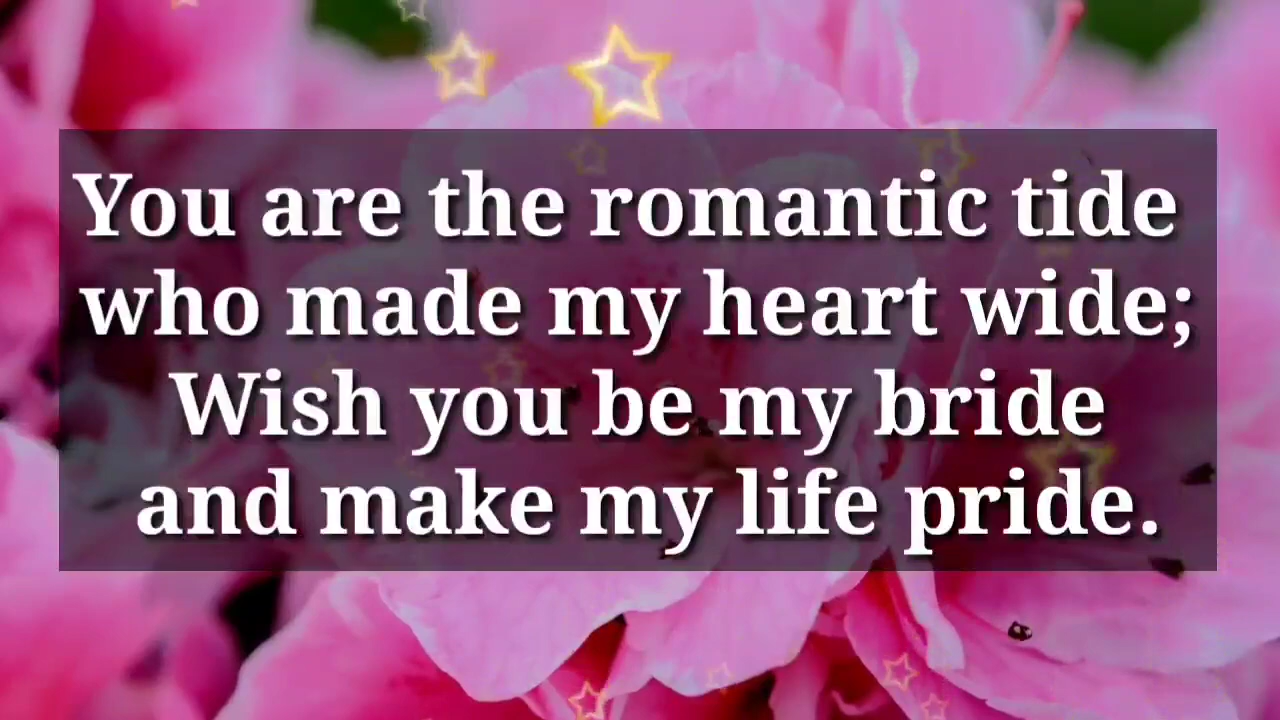 You are the romantic tide
who made my heart wide;
Wish you be my bride
and make my life pride.